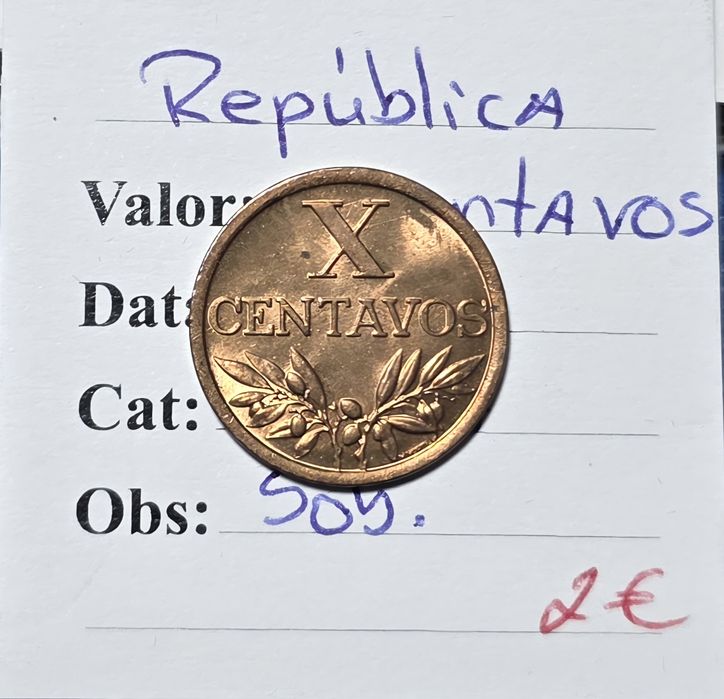 República
Valor: ntavos
X
Dat
CENTAVOS
Cat:
Obs: Sob.
2€